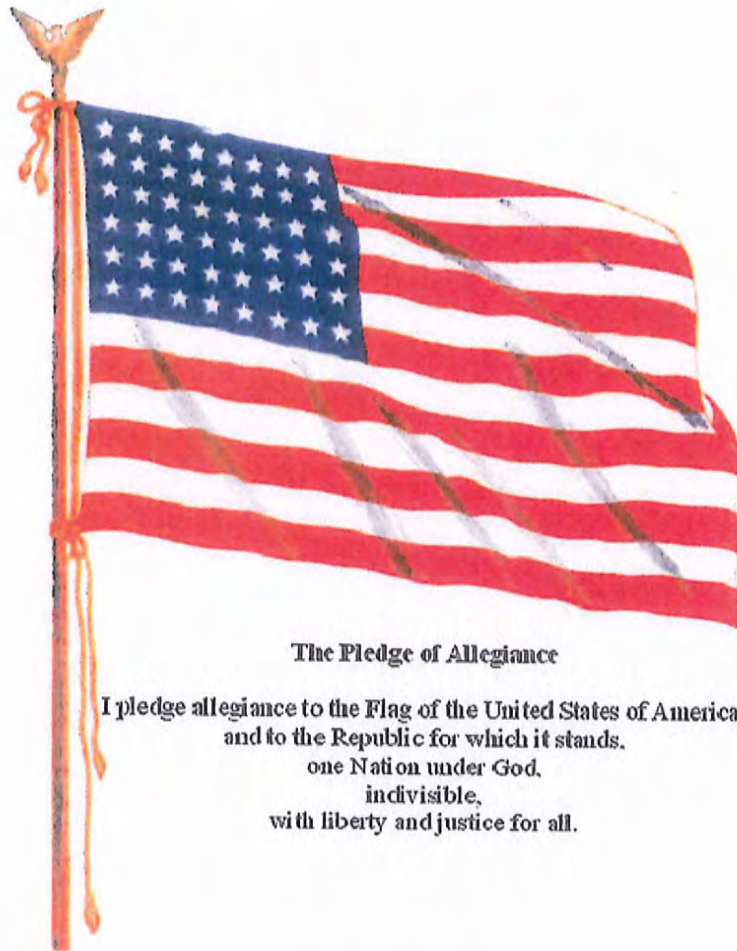 The Pledge of Allegiance
I pledge allegiance to the Flag of the United States of America
and to the Republic for which it stands.
one Nation under God,
indivisible,
with liberty and justice for all.